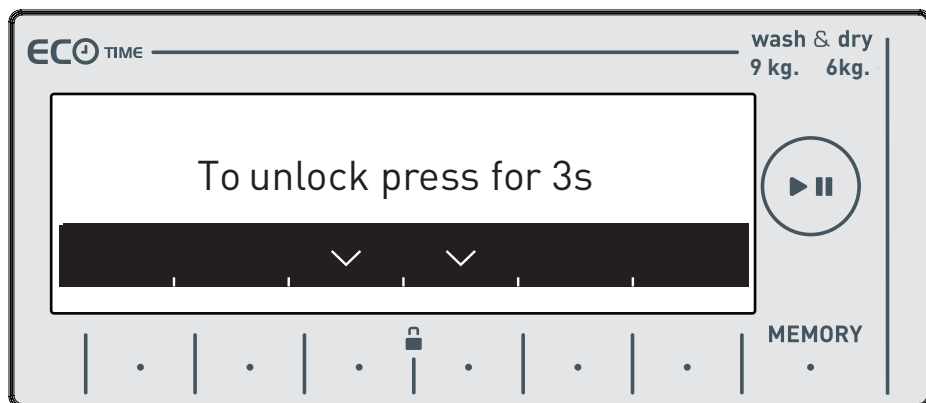 ECO TIME
wash & dry
9 kg. 6kg.
To unlock press for 3s
MEMORY